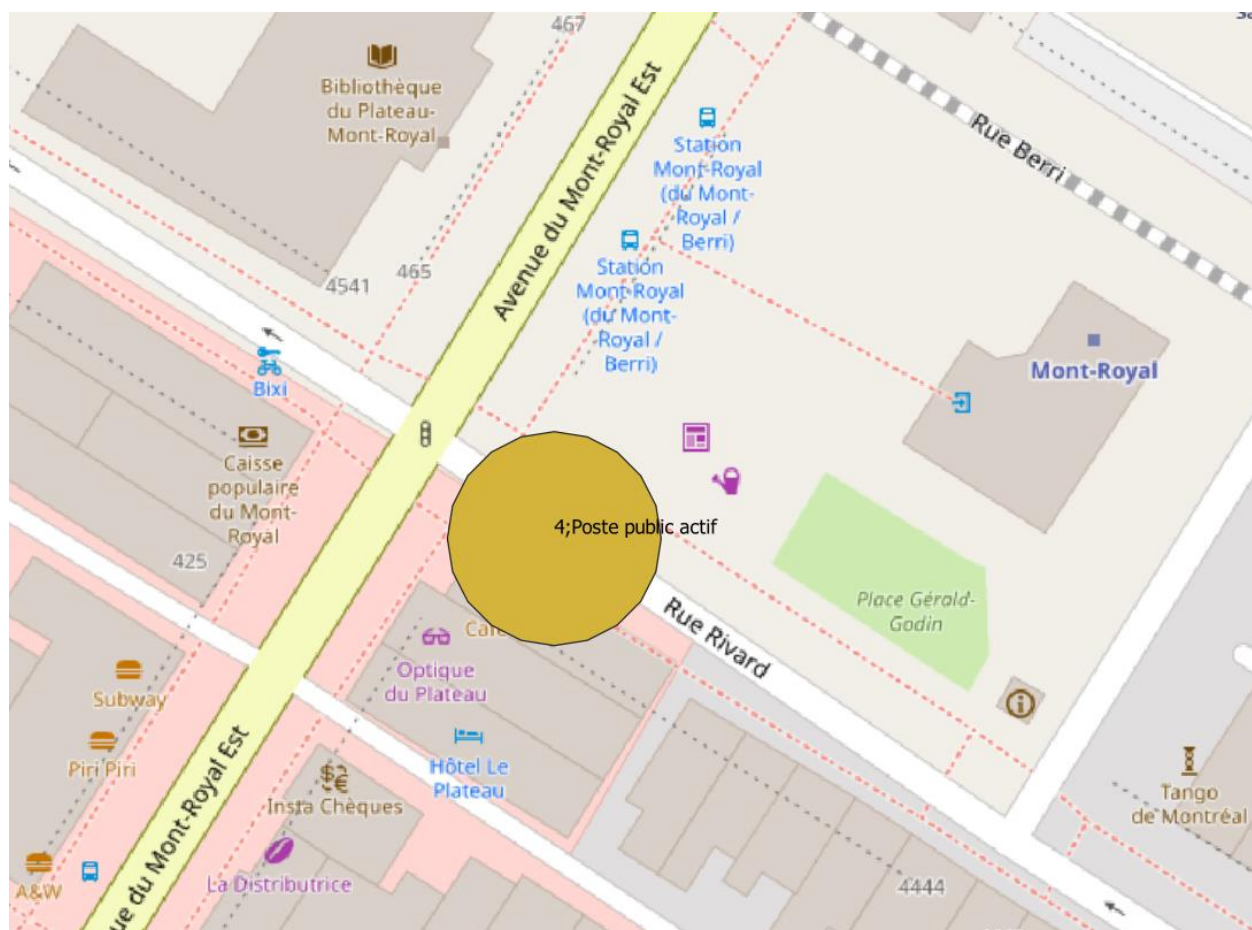 467
Bibliothèque
du Plateau-
Mont-Royal
Avenue du Mont-Royal Est
Station
Mont-Royal
(du Mont-
Royal /
Berri)
Rue Berri
Station
Mont-Royal
(du Mont-
Royal /
Berri)
4541
465
Mont-Royal
Bixi
Caisse
populaire
du Mont-
Royal
425
4;Poste public actif
Place Gérald-
Godin
Rue Rivard
Optique
du Plateau
Subway
Piri Piri
Hôtel Le
Plateau
Insta Chèques
Tango
de Montréal
A&W
La Distributrice
4444
ue du Mont-Royal Est